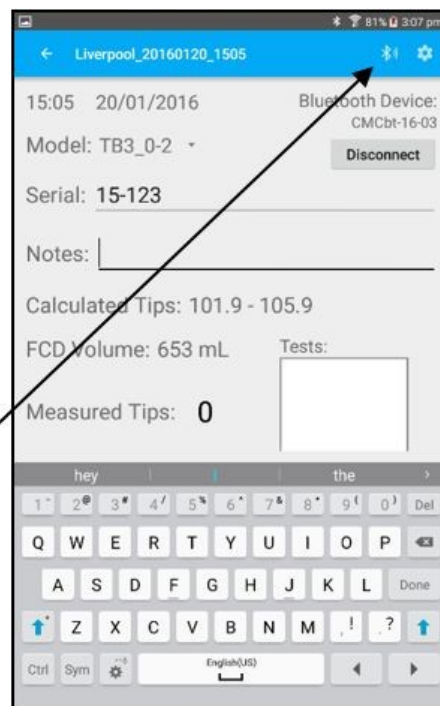 81% 3:07 pm
Liverpool_20160120_1505
15:05 20/01/2016
Bluetooth Device:
CMCbt-16-03
Model: TB3_0-2
Disconnect
Serial: 15-123
Notes:
Calculated Tips: 101.9 - 105.9
FCD Volume: 653 mL
Tests:
Measured Tips: 0
hey the
1 2 @ 3 # 4 / 5 % 6 ^ 7 & 8 * 9 ( 0 ) Del
Q W E R T Y U I O P
A S D F G H J K L Done
Z X C V B N M , ! . ?
Ctrl Sym English(US)